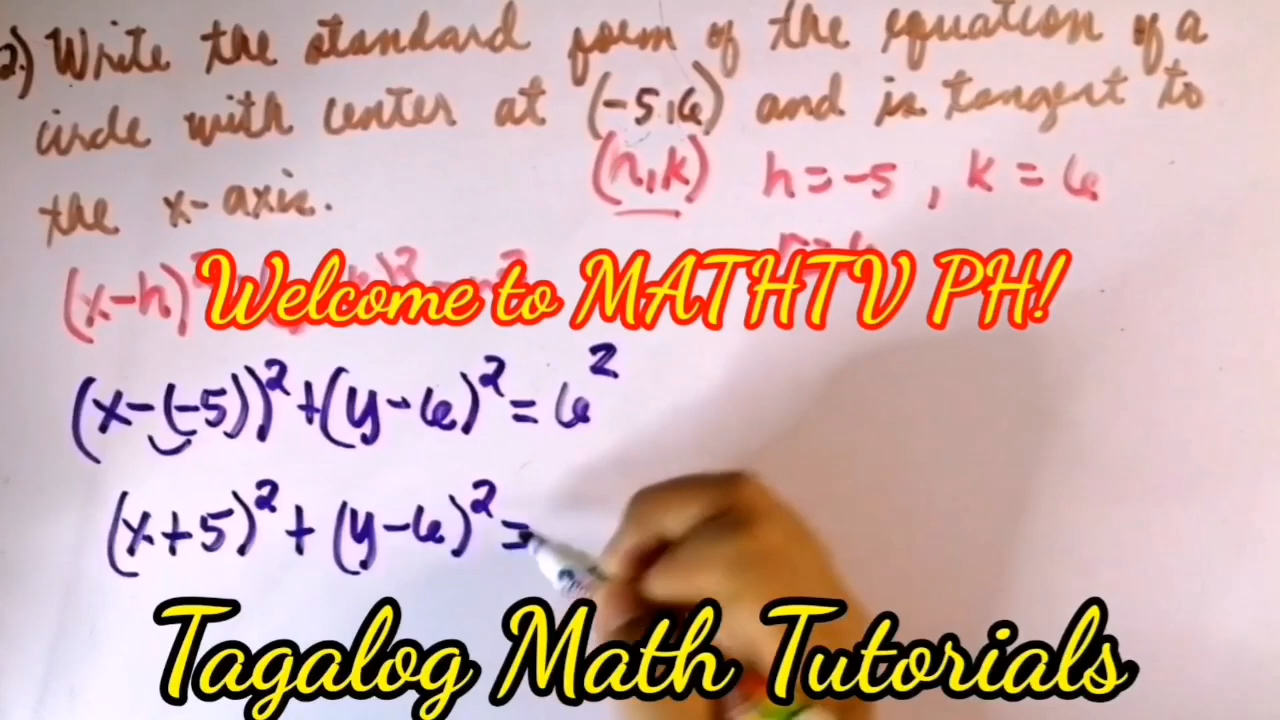 2.) Write the standard form of the equation of a
circle with center at (-5,6) and is tangent to
the x-axis.
(h,k) h=-5, k=6
(x-h)²
Welcome to MATHTV PH!
(x-(-5))²+(y-6)²=6²
(x+5)²+(y-6)²=
Tagalog Math Tutorials